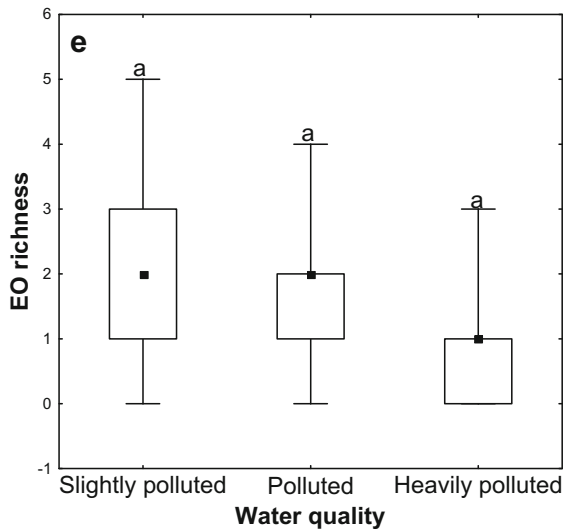 e
6
5
4
3
2
1
0
-1
EO richness
a
a
a
Slightly polluted Polluted Heavily polluted
Water quality